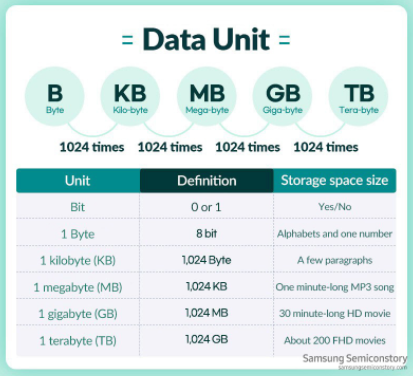 = Data Unit =
B KB MB GB TB
Byte Kilo-byte Mega-byte Giga-byte Tera-byte
1024 times 1024 times 1024 times 1024 times
Unit Definition Storage space size
Bit 0 or 1 Yes/No
1 Byte 8 bit Alphabets and one number
1 kilobyte (KB) 1,024 Byte A few paragraphs
1 megabyte (MB) 1,024 KB One minute-long MP3 song
1 gigabyte (GB) 1,024 MB 30 minute-long HD movie
1 terabyte (TB) 1,024 GB About 200 FHD movies
Samsung Semiconstory
samsungsemiconstory.com